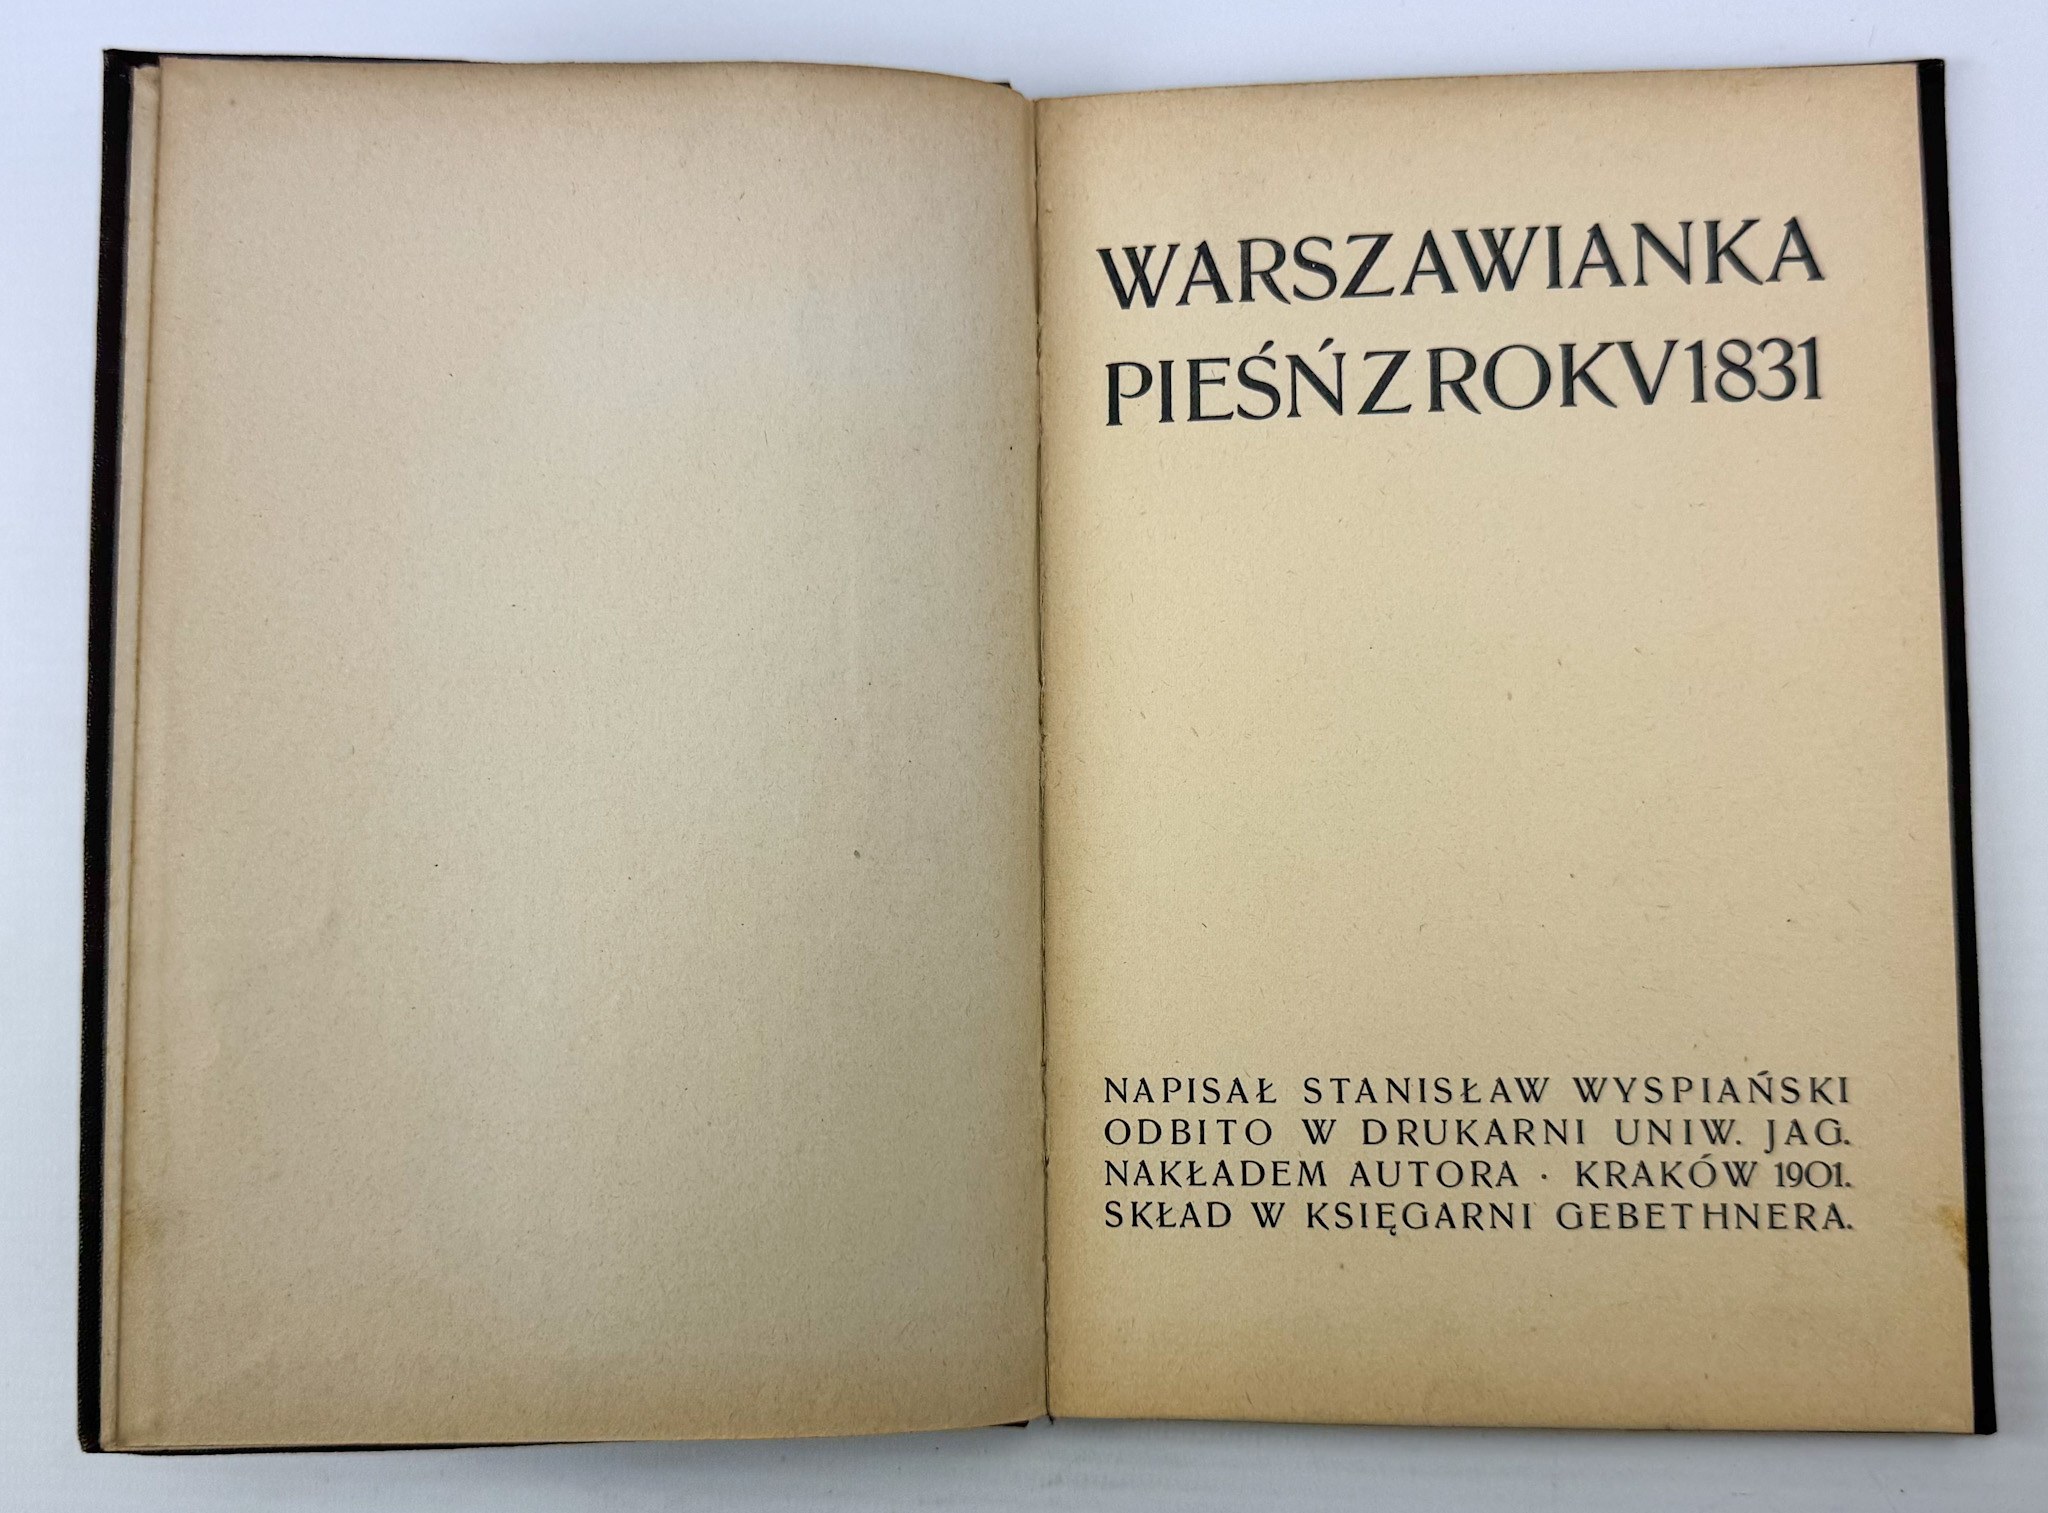 WARSZAWIANKA
PIEŚŃ Z ROKV 1831
NAPISAŁ STANISŁAW WYSPIAŃSKI
ODBITO W DRUKARNI UNIW. JAG.
NAKŁADEM AUTORA · KRAKÓW 1901.
SKŁAD W KSIĘGARNI GEBETHNERA.